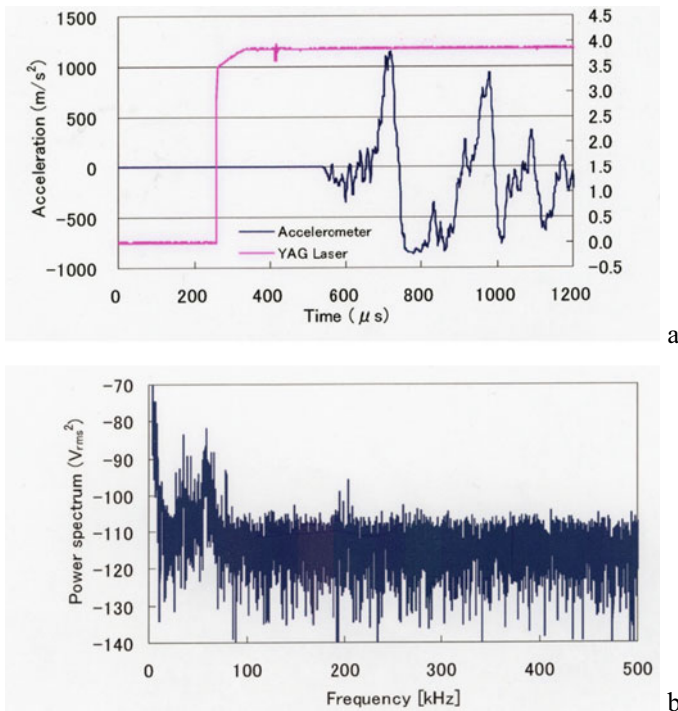 1500
1000
500
0
−500
−1000
Acceleration (m/s²)
4.5
4.0
3.5
3.0
2.5
2.0
1.5
1.0
0.5
0.0
−0.5
Accelerometer
YAG Laser
0 200 400 600 800 1000 1200
Time (μs)
a
−70
−80
−90
−100
−110
−120
−130
−140
Power spectrum (Vrms²)
0 100 200 300 400 500
Frequency [kHz]
b